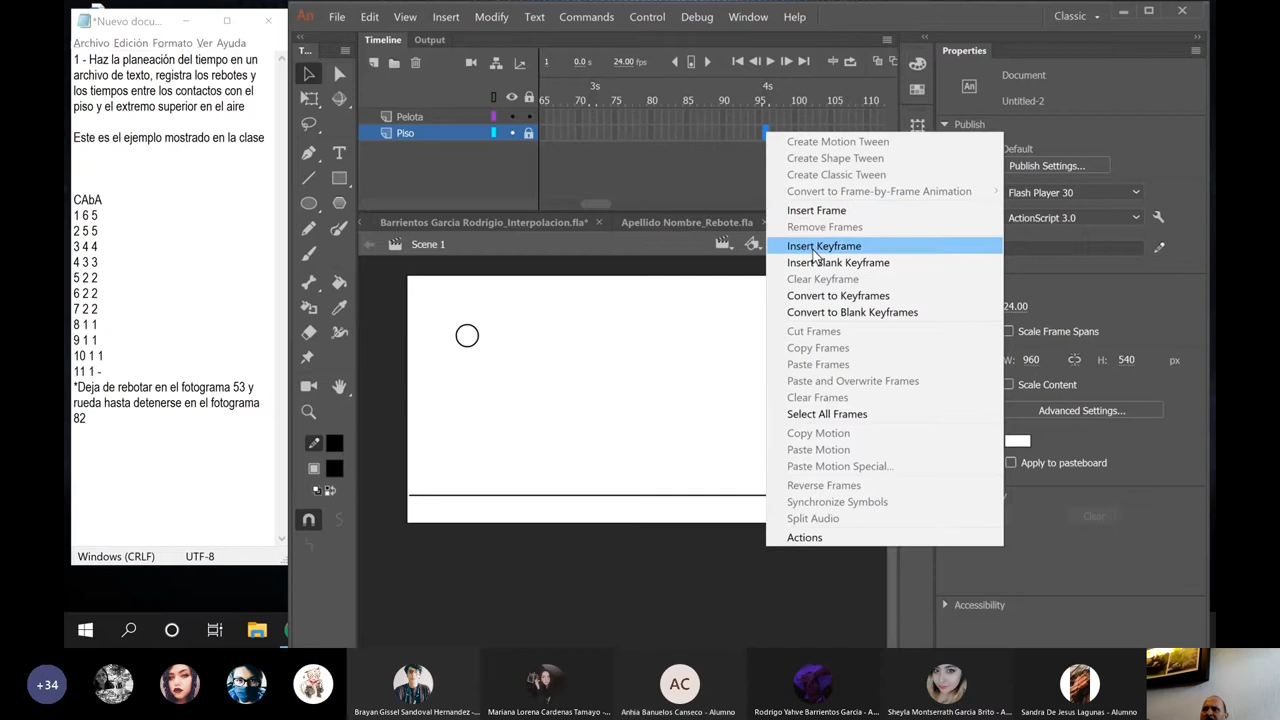 *Nuevo docu...
Archivo Edición Formato Ver Ayuda
1 - Haz la planeación del tiempo en un
archivo de texto, registra los rebotes y
los tiempos entre los contactos con el
piso y el extremo superior en el aire
Este es el ejemplo mostrado en la clase
CAbA
1 6 5
2 5 5
3 4 4
4 3 3
5 2 2
6 2 2
7 2 2
8 1 1
9 1 1
10 1 1
11 1 -
*Deja de rebotar en el fotograma 53 y
rueda hasta detenerse en el fotograma
82
Windows (CRLF) UTF-8
An File Edit View Insert Modify Text Commands Control Debug Window Help Classic
T...
Timeline Output
1 0.0 s 24.00 fps
3s 4s
65 70 75 80 85 90 95 100 105 110
Pelota
Piso
Barrientos Garcia Rodrigio_Interpolacion.fla* × Apellido Nombre_Rebote.fla
Scene 1
Create Motion Tween
Create Shape Tween
Create Classic Tween
Convert to Frame-by-Frame Animation
Insert Frame
Remove Frames
Insert Keyframe
Insert Blank Keyframe
Clear Keyframe
Convert to Keyframes
Convert to Blank Keyframes
Cut Frames
Copy Frames
Paste Frames
Paste and Overwrite Frames
Clear Frames
Select All Frames
Copy Motion
Paste Motion
Paste Motion Special...
Reverse Frames
Synchronize Symbols
Split Audio
Actions
Properties
An Document
Untitled-2
Publish
Default
Publish Settings...
Flash Player 30
ActionScript 3.0
24.00
Scale Frame Spans
W: 960 H: 540 px
Scale Content
Advanced Settings...
Apply to pasteboard
Clear
Accessibility
+34
AC
Brayan Gissel Sandoval Hernandez -...
Mariana Lorena Cardenas Tamayo -...
Anhia Banuelos Canseco - Alumno
Rodrigo Yahve Barrientos Garcia - A...
Sheyla Montserrath Garcia Brito - A...
Sandra De Jesus Lagunas - Alumno